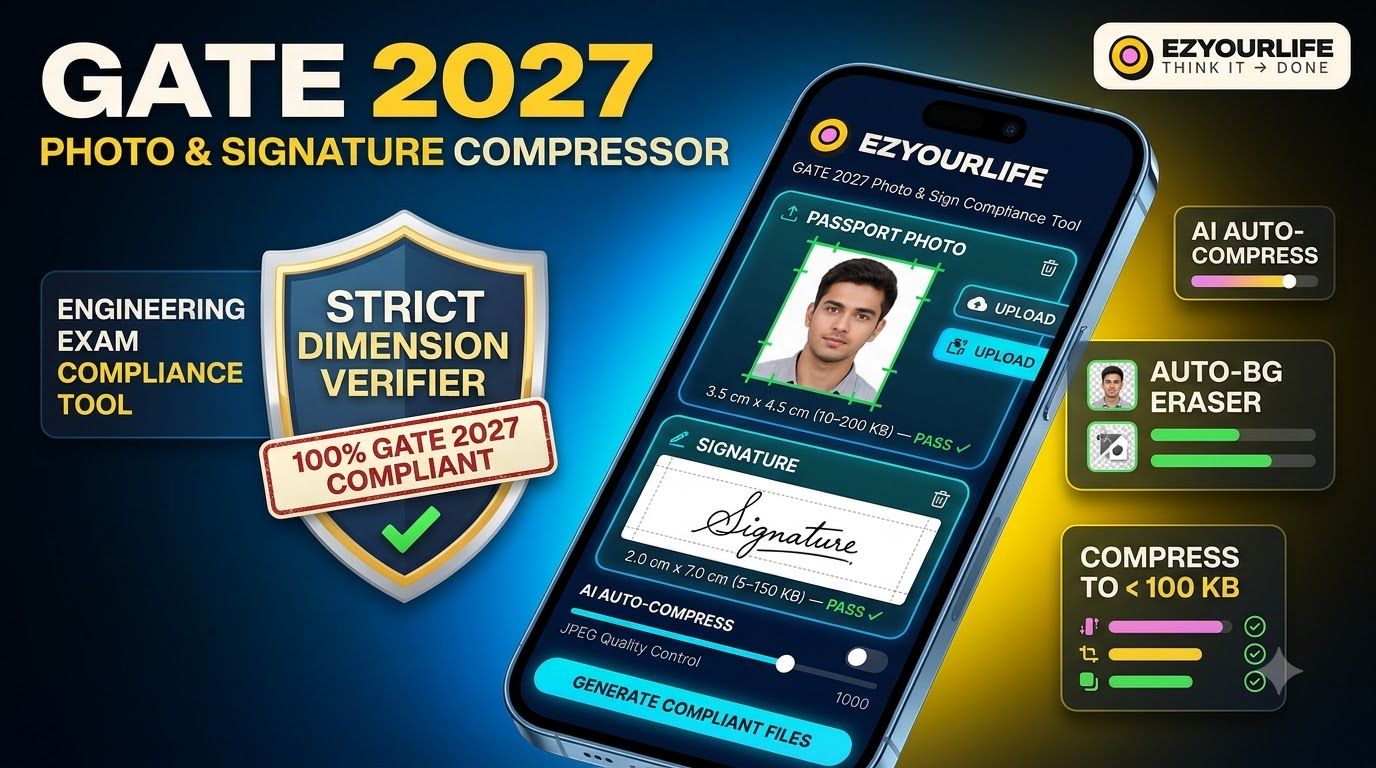 GATE 2027
PHOTO & SIGNATURE COMPRESSOR
EZYOURLIFE
THINK IT → DONE
ENGINEERING
EXAM
COMPLIANCE
TOOL
STRICT
DIMENSION
VERIFIER
100% GATE 2027
COMPLIANT
EZYOURLIFE
GATE 2027 Photo & Sign Compliance Tool
PASSPORT PHOTO
UPLOAD
UPLOAD
3.5 cm x 4.5 cm (10–200 KB) — PASS ✓
SIGNATURE
Signature
2.0 cm x 7.0 cm (5–150 KB) — PASS ✓
AI AUTO-COMPRESS
JPEG Quality Control
1000
GENERATE COMPLIANT FILES
AI AUTO-
COMPRESS
AUTO-BG
ERASER
COMPRESS
TO < 100 KB